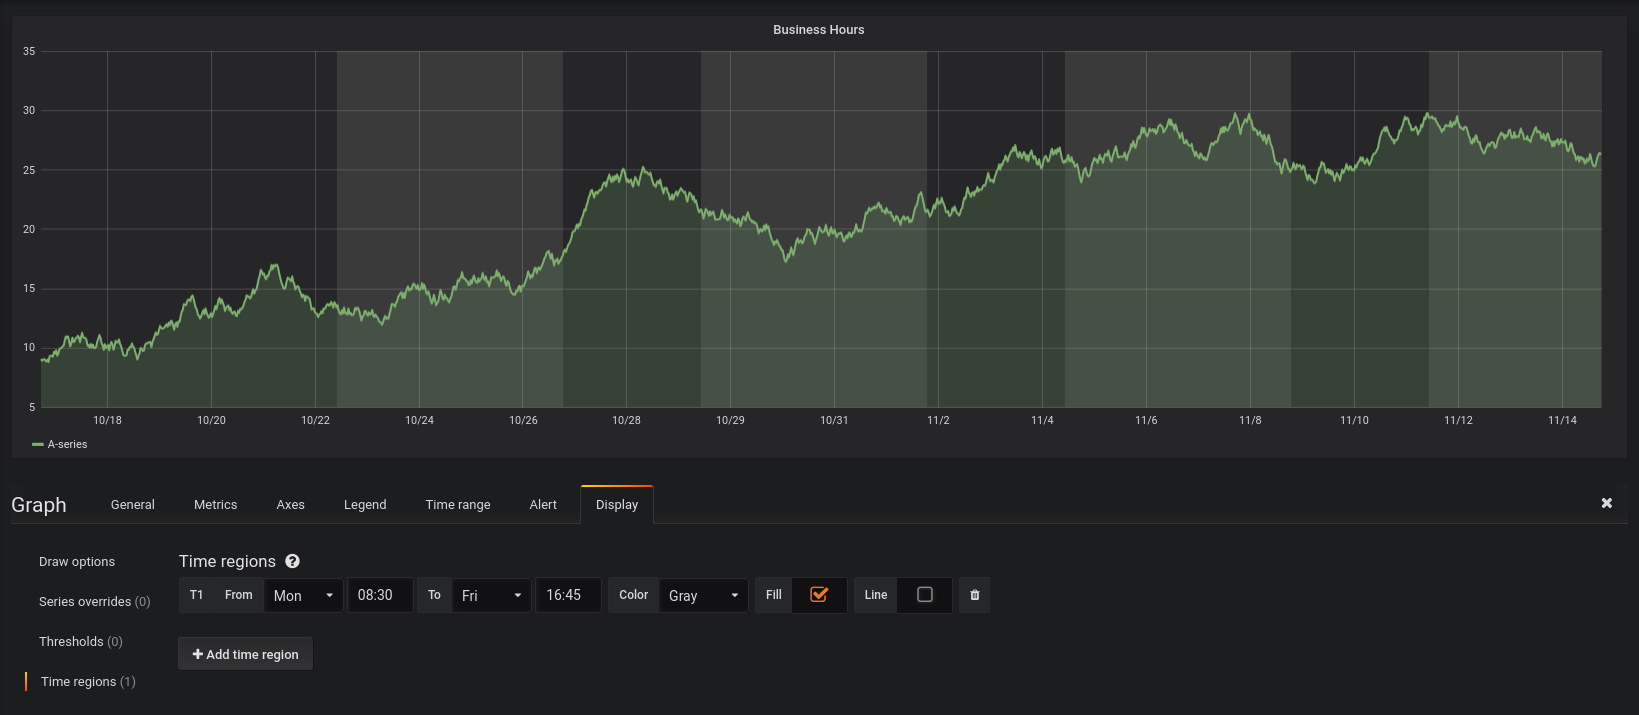 Business Hours
35
30
25
20
15
10
5
10/18 10/20 10/22 10/24 10/26 10/28 10/29 10/31 11/2 11/4 11/6 11/8 11/10 11/12 11/14
A-series
Graph General Metrics Axes Legend Time range Alert Display
Draw options
Series overrides (0)
Thresholds (0)
Time regions (1)
Time regions
T1 From Mon 08:30 To Fri 16:45 Color Gray Fill Line
Add time region